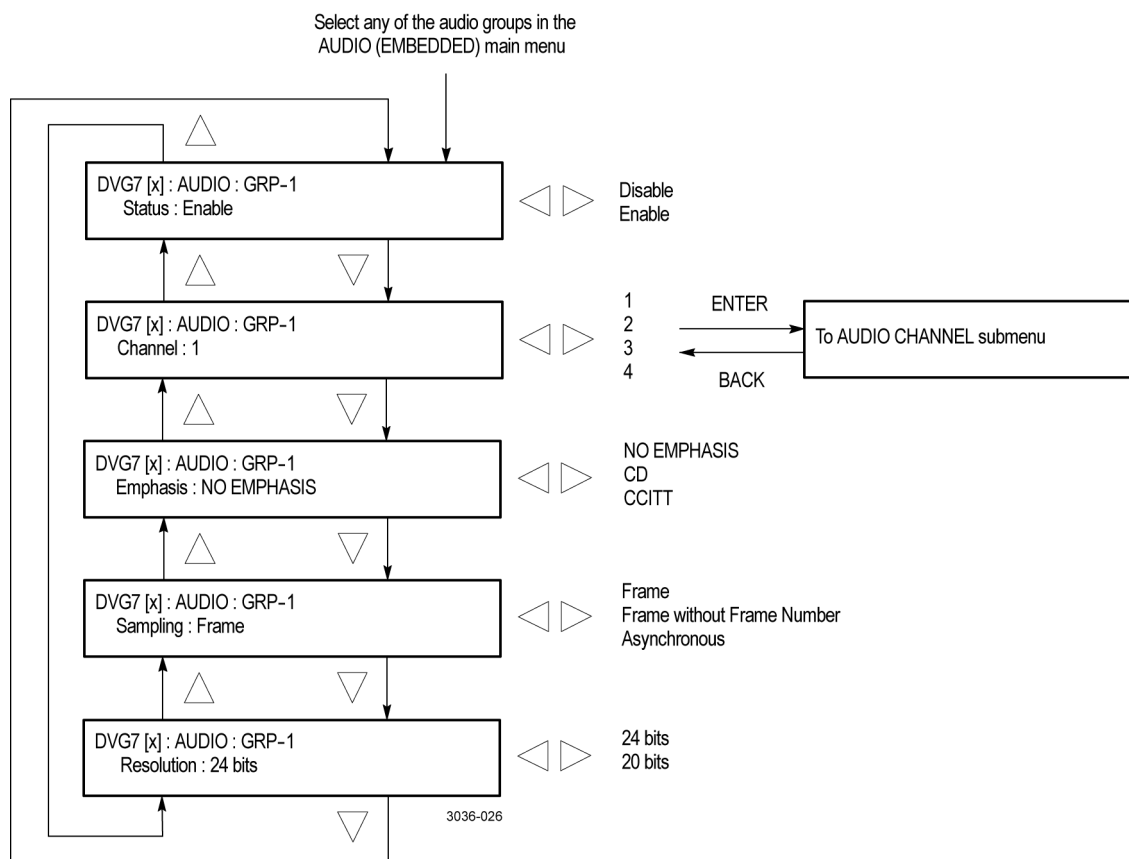 Select any of the audio groups in the
AUDIO (EMBEDDED) main menu
DVG7 [x] : AUDIO : GRP-1
Status : Enable
Disable
Enable
DVG7 [x] : AUDIO : GRP-1
Channel : 1
1
2
3
4
ENTER
BACK
To AUDIO CHANNEL submenu
DVG7 [x] : AUDIO : GRP-1
Emphasis : NO EMPHASIS
NO EMPHASIS
CD
CCITT
DVG7 [x] : AUDIO : GRP-1
Sampling : Frame
Frame
Frame without Frame Number
Asynchronous
DVG7 [x] : AUDIO : GRP-1
Resolution : 24 bits
24 bits
20 bits
3036-026